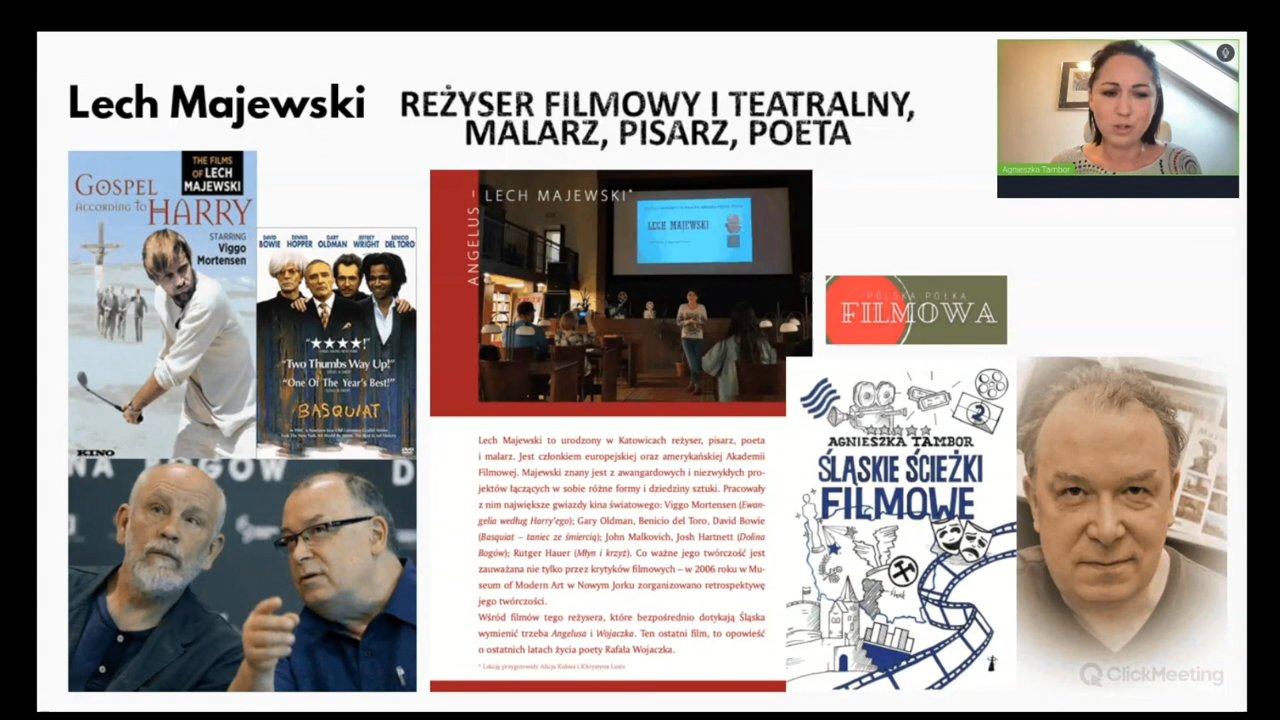 Lech Majewski
REŻYSER FILMOWY I TEATRALNY,
MALARZ, PISARZ, POETA
Agnieszka Tambor
THE FILMS
OF LECH
MAJEWSKI
GOSPEL
ACCORDING TO HARRY
STARRING
Viggo
Mortensen
KINO
DAVID BOWIE
DENNIS HOPPER
GARY OLDMAN
JEFFREY WRIGHT
BENICIO DEL TORO
"★★★★!"
"Two Thumbs Way Up!"
"One Of The Year's Best!"
BASQUIAT
ANGELUS – LECH MAJEWSKI*
LECH MAJEWSKI
Lech Majewski to urodzony w Katowicach reżyser, pisarz, poeta
i malarz. Jest członkiem europejskiej oraz amerykańskiej Akademii
Filmowej. Majewski znany jest z awangardowych i niezwykłych pro-
jektów łączących w sobie różne formy i dziedziny sztuki. Pracowały
z nim największe gwiazdy kina światowego: Viggo Mortensen (Ewan-
gelia według Harry'ego); Gary Oldman, Benicio del Toro, David Bowie
(Basquiat – taniec ze śmiercią); John Malkovich, Josh Hartnett (Dolina
Bogów); Rutger Hauer (Młyn i krzyż). Co ważne jego twórczość jest
zauważana nie tylko przez krytyków filmowych – w 2006 roku w Mu-
seum of Modern Art w Nowym Jorku zorganizowano retrospektywę
jego twórczości.
Wśród filmów tego reżysera, które bezpośrednio dotykają Śląska
wymienić trzeba Angelusa i Wojaczka. Ten ostatni film, to opowieść
o ostatnich latach życia poety Rafała Wojaczka.
POLSKA PÓŁKA
FILMOWA
2
AGNIESZKA TAMBOR
ŚLĄSKIE ŚCIEŻKI
FILMOWE
ClickMeeting